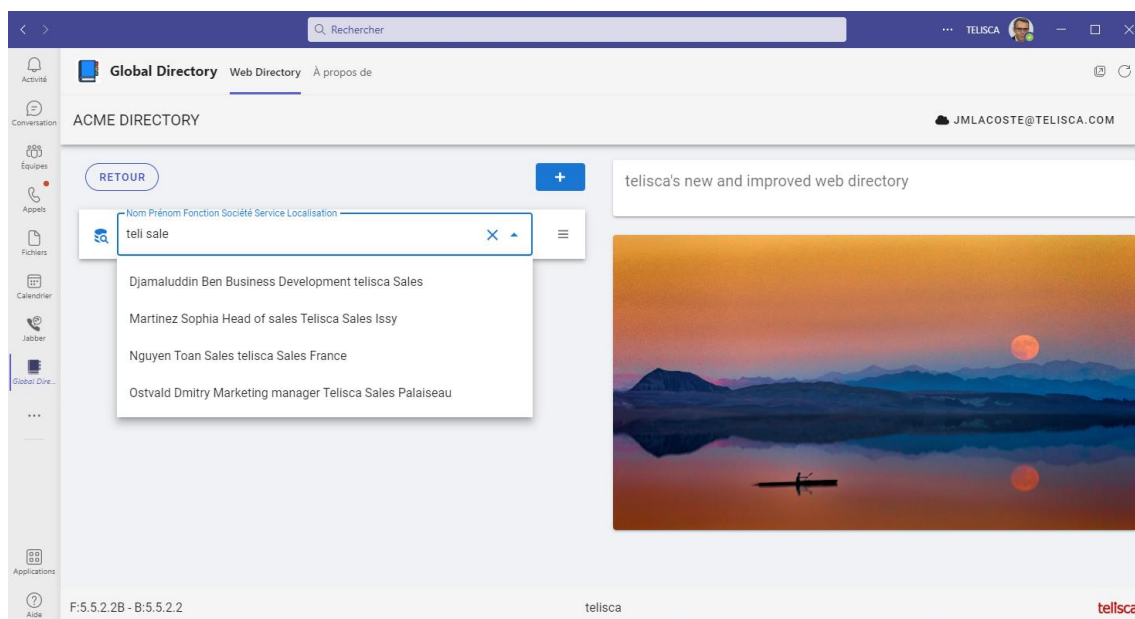 Rechercher
TELISCA
Activité
Conversation
Équipes
Appels
Fichiers
Calendrier
Jabber
Global Dire...
Applications
Aide
Global Directory Web Directory À propos de
ACME DIRECTORY
JMLACOSTE@TELISCA.COM
RETOUR
+
Nom Prénom Fonction Société Service Localisation
teli sale
Djamaluddin Ben Business Development telisca Sales
Martinez Sophia Head of sales Telisca Sales Issy
Nguyen Toan Sales telisca Sales France
Ostvald Dmitry Marketing manager Telisca Sales Palaiseau
telisca's new and improved web directory
F:5.5.2.2B - B:5.5.2.2
telisca
telisca